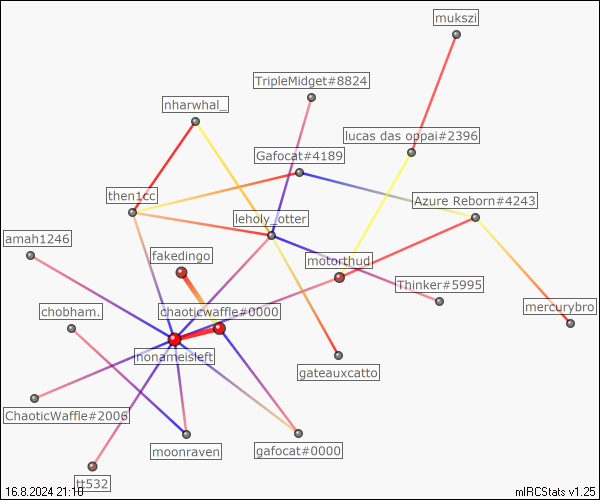 mukszi
TripleMidget#8824
nharwhal_
lucas das oppai#2396
Gafocat#4189
then1cc
Azure Reborn#4243
leholy_otter
amah1246
fakedingo
motorhud
Thinker#5995
chobham.
chaoticwaffle#0000
mercurybro
nonameisleft
gateauxcatto
ChaoticWaffle#2006
moonraven
gafocat#0000
tt532
16.8.2024 21:10
mIRCStats v1.25